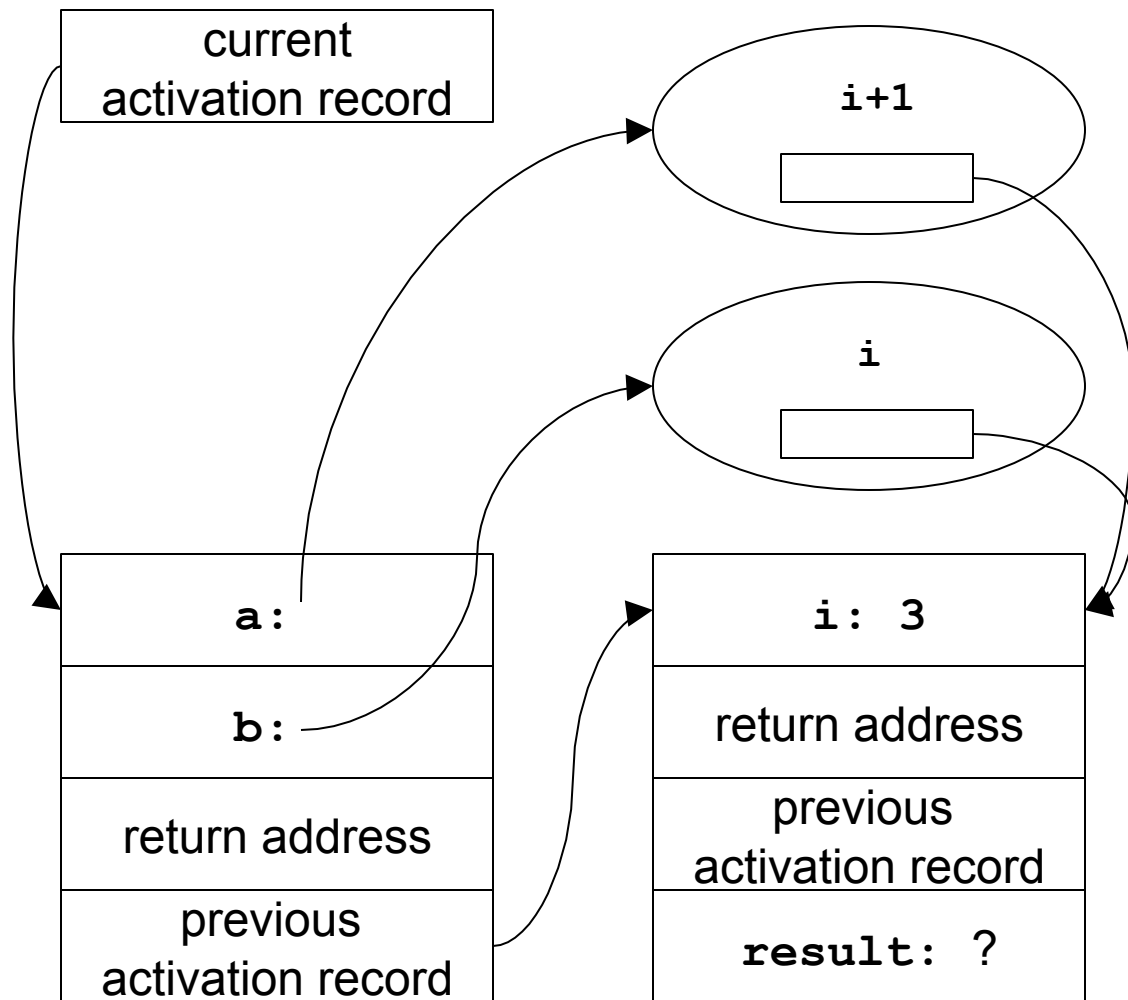 current
activation record
i+1
i
a:
b:
return address
previous
activation record
i: 3
return address
previous
activation record
result: ?